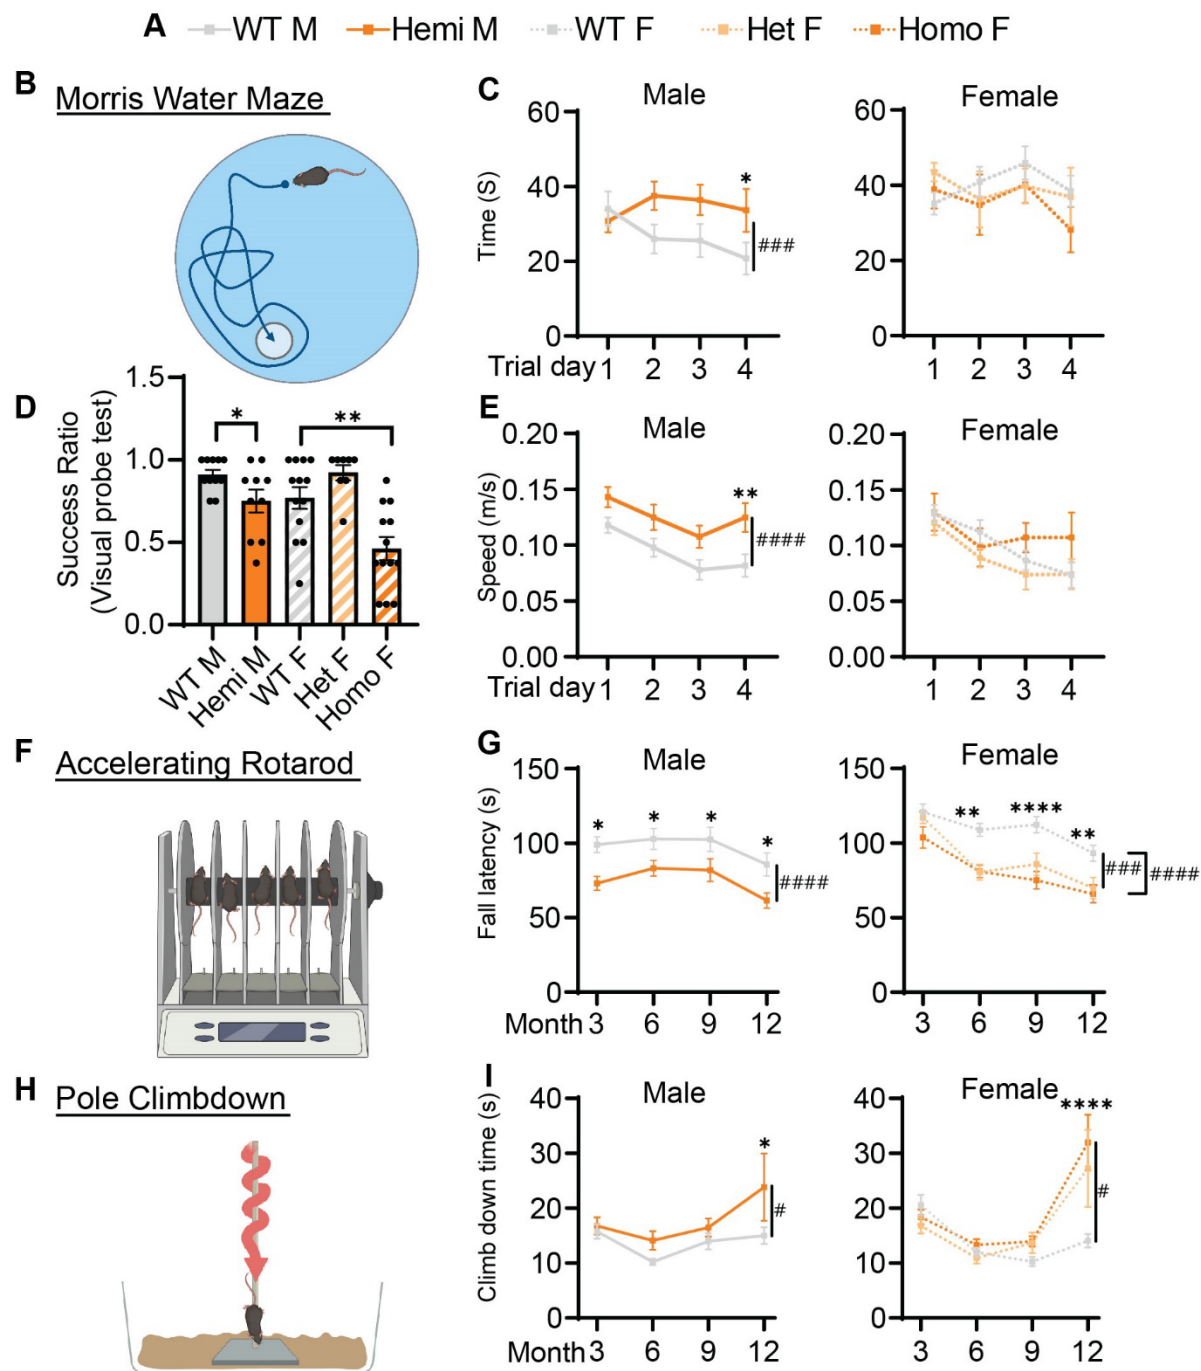 A WT M Hemi M WT F Het F Homo F
B Morris Water Maze
C Male Female
Time (S)
60
40
20
0
*
###
Trial day 1 2 3 4
60
40
20
0
1 2 3 4
D
Success Ratio
(Visual probe test)
1.5
1.0
0.5
0.0
* **
WT M Hemi M WT F Het F Homo F
E Male Female
Speed (m/s)
0.20
0.15
0.10
0.05
0.00
**
####
Trial day 1 2 3 4
0.20
0.15
0.10
0.05
0.00
1 2 3 4
F Accelerating Rotarod
G Male Female
Fall latency (s)
150
100
50
0
* * * *
####
Month 3 6 9 12
150
100
50
0
** **** **
### ####
3 6 9 12
H Pole Climbdown
I Male Female
Climb down time (s)
40
30
20
10
0
*
#
Month 3 6 9 12
40
30
20
10
0
****
#
3 6 9 12